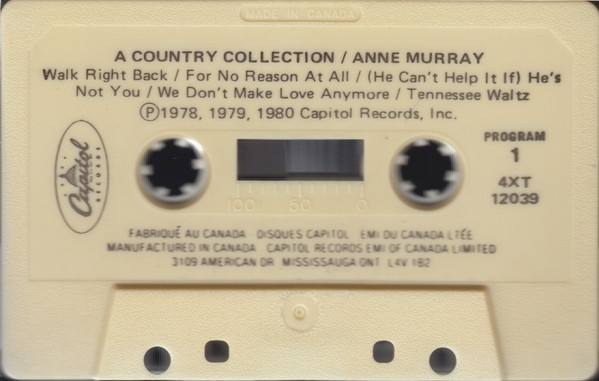 MADE IN CANADA
A COUNTRY COLLECTION / ANNE MURRAY
Walk Right Back / For No Reason At All / (He Can't Help It If) He's
Not You / We Don't Make Love Anymore / Tennessee Waltz
Ⓟ1978, 1979, 1980 Capitol Records, Inc.
Capitol
RECORDS
PROGRAM
1
4XT
12039
100 50 0
FABRIQUÉ AU CANADA DISQUES CAPITOL EMI DU CANADA LTÉE
MANUFACTURED IN CANADA CAPITOL RECORDS EMI OF CANADA LIMITED
3109 AMERICAN DR MISSISSAUGA ONT L4V 1B2